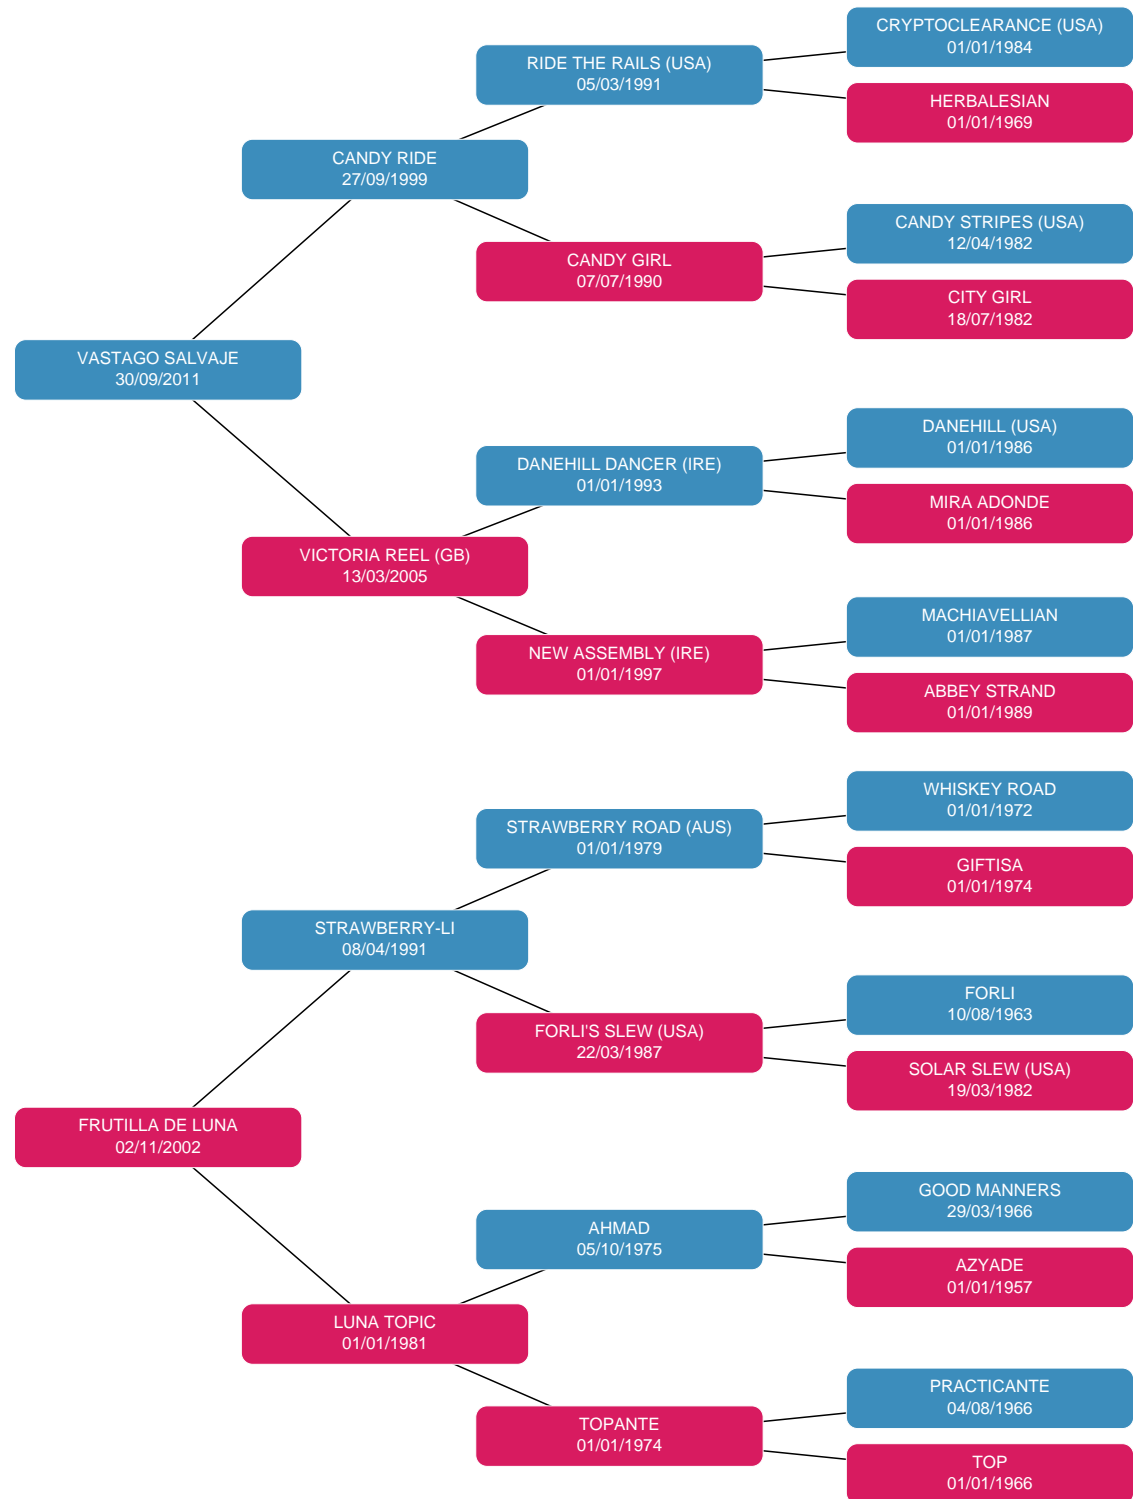 CRYPTOCLEARANCE (USA)
01/01/1984
RIDE THE RAILS (USA)
05/03/1991
HERBALESIAN
01/01/1969
CANDY RIDE
27/09/1999
CANDY STRIPES (USA)
12/04/1982
CANDY GIRL
07/07/1990
CITY GIRL
18/07/1982
VASTAGO SALVAJE
30/09/2011
DANEHILL (USA)
01/01/1986
DANEHILL DANCER (IRE)
01/01/1993
MIRA ADONDE
01/01/1986
VICTORIA REEL (GB)
13/03/2005
MACHIAVELLIAN
01/01/1987
NEW ASSEMBLY (IRE)
01/01/1997
ABBEY STRAND
01/01/1989
WHISKEY ROAD
01/01/1972
STRAWBERRY ROAD (AUS)
01/01/1979
GIFTISA
01/01/1974
STRAWBERRY-LI
08/04/1991
FORLI
10/08/1963
FORLI'S SLEW (USA)
22/03/1987
SOLAR SLEW (USA)
19/03/1982
FRUTILLA DE LUNA
02/11/2002
GOOD MANNERS
29/03/1966
AHMAD
05/10/1975
AZYADE
01/01/1957
LUNA TOPIC
01/01/1981
PRACTICANTE
04/08/1966
TOPANTE
01/01/1974
TOP
01/01/1966